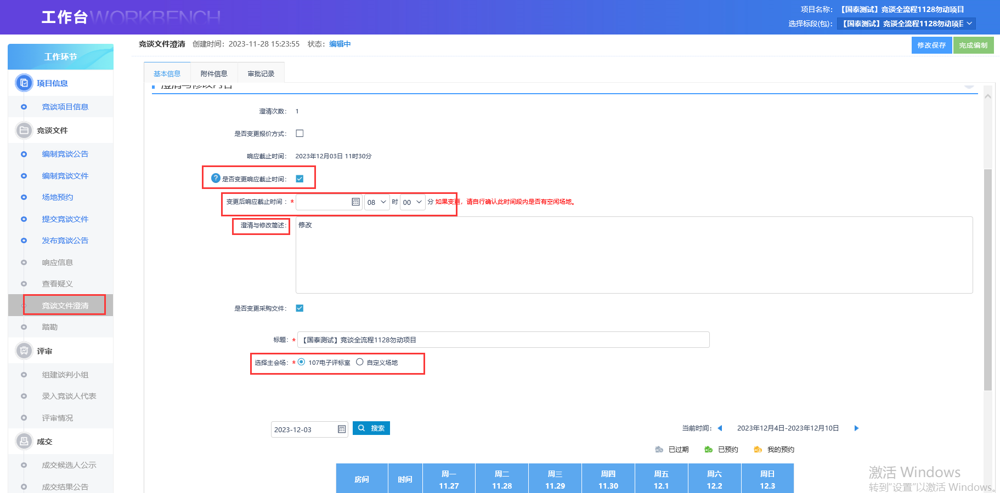 工作台WORKBENCH
项目名称：【国泰测试】竞谈全流程1128勿动项目
选择标段(包)：【国泰测试】竞谈全流程1128勿动项目
工作环节
项目信息
竞谈项目信息
竞谈文件
编制竞谈公告
编制竞谈文件
场地预约
提交竞谈文件
发布竞谈公告
响应信息
查看疑义
竞谈文件澄清
踏勘
评审
组建谈判小组
录入竞谈人代表
评审情况
成交
成交候选人公示
成交结果公告
竞谈文件澄清 创建时间：2023-11-28 15:23:55 状态：编辑中
修改保存 完成编制
基本信息 附件信息 审批记录
澄清与修改内容
澄清次数： 1
是否变更报价方式：
响应截止时间： 2023年12月03日 11时30分
是否变更响应截止时间：
变更后响应截止时间：* 08 时 00 分 如果变更，请自行确认此时间段内是否有空闲场地。
澄清与修改简述： 修改
是否变更采购文件：
标题：* 【国泰测试】竞谈全流程1128勿动项目
选择主会场：* 107电子评标室 自定义场地
2023-12-03 搜索 当前时间： 2023年12月4日-2023年12月10日
已过期 已预约 我的预约
房间 时间 周一 11.27 周二 11.28 周三 11.29 周四 11.30 周五 12.1 周六 12.2 周日 12.3
激活 Windows
转到"设置"以激活 Windows。